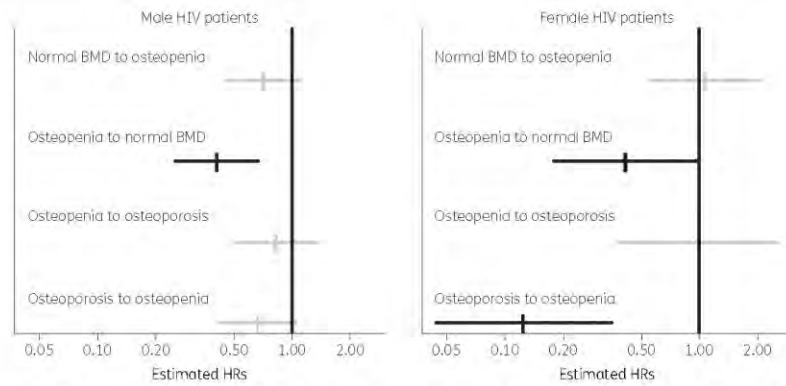 Male HIV patients
Normal BMD to osteopenia
Osteopenia to normal BMD
Osteopenia to osteoporosis
Osteoporosis to osteopenia
0.05 0.10 0.20 0.50 1.00 2.00
Estimated HRs
Female HIV patients
Normal BMD to osteopenia
Osteopenia to normal BMD
Osteopenia to osteoporosis
Osteoporosis to osteopenia
0.05 0.10 0.20 0.50 1.00 2.00
Estimated HRs